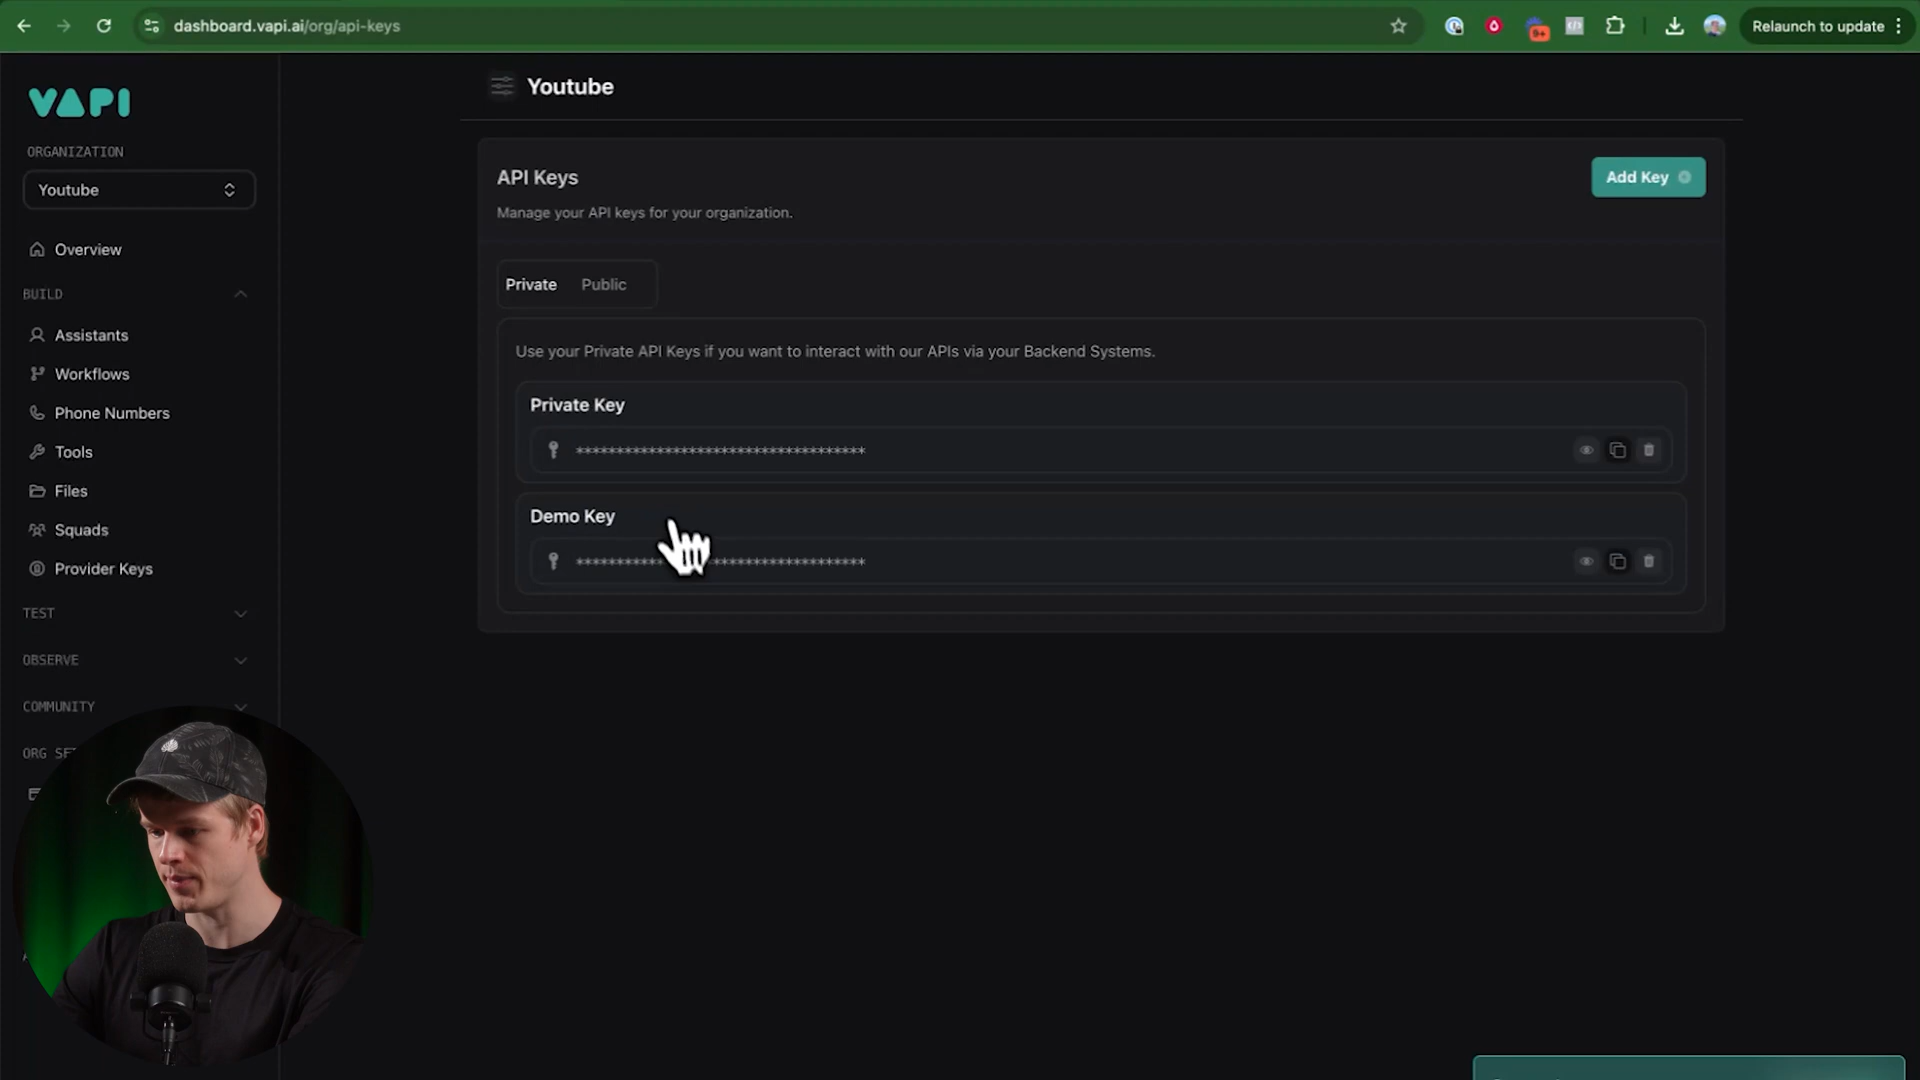 dashboard.vapi.ai/org/api-keys
9+
Relaunch to update
VAPI
ORGANIZATION
Youtube
Overview
BUILD
Assistants
Workflows
Phone Numbers
Tools
Files
Squads
Provider Keys
TEST
OBSERVE
COMMUNITY
ORG SE
Youtube
API Keys
Add Key
Manage your API keys for your organization.
Private Public
Use your Private API Keys if you want to interact with our APIs via your Backend Systems.
Private Key
************************************
Demo Key